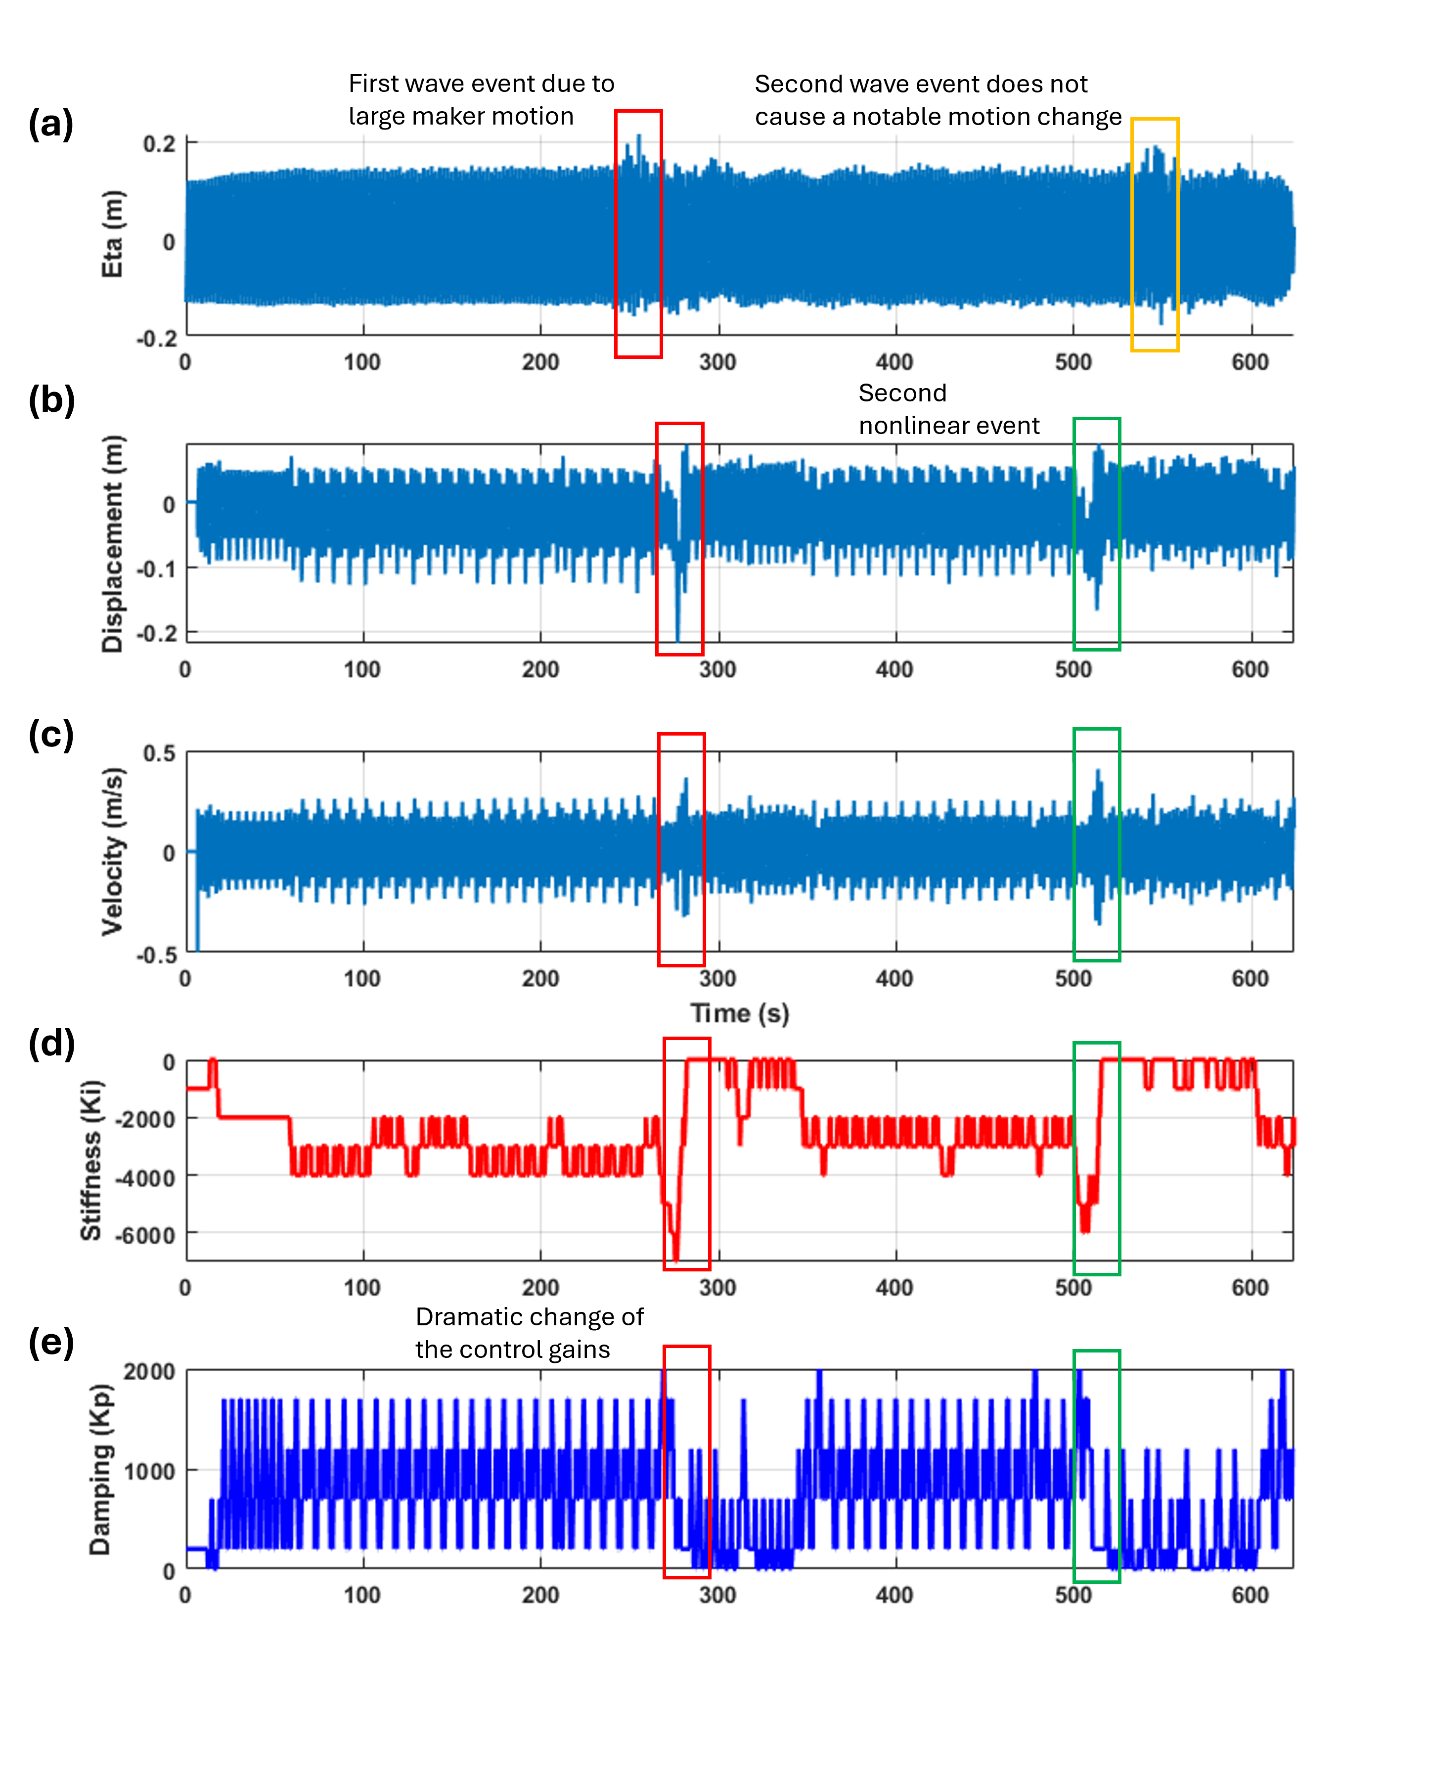 First wave event due to
large maker motion
Second wave event does not
cause a notable motion change
(a)
Eta (m)
0.2
0
-0.2
0 100 200 300 400 500 600
(b)
Second
nonlinear event
Displacement (m)
0
-0.1
-0.2
0 100 200 300 400 500 600
(c)
Velocity (m/s)
0.5
0
-0.5
0 100 200 300 400 500 600
Time (s)
(d)
Stiffness (Ki)
0
-2000
-4000
-6000
0 100 200 300 400 500 600
Dramatic change of
the control gains
(e)
Damping (Kp)
2000
1000
0
0 100 200 300 400 500 600